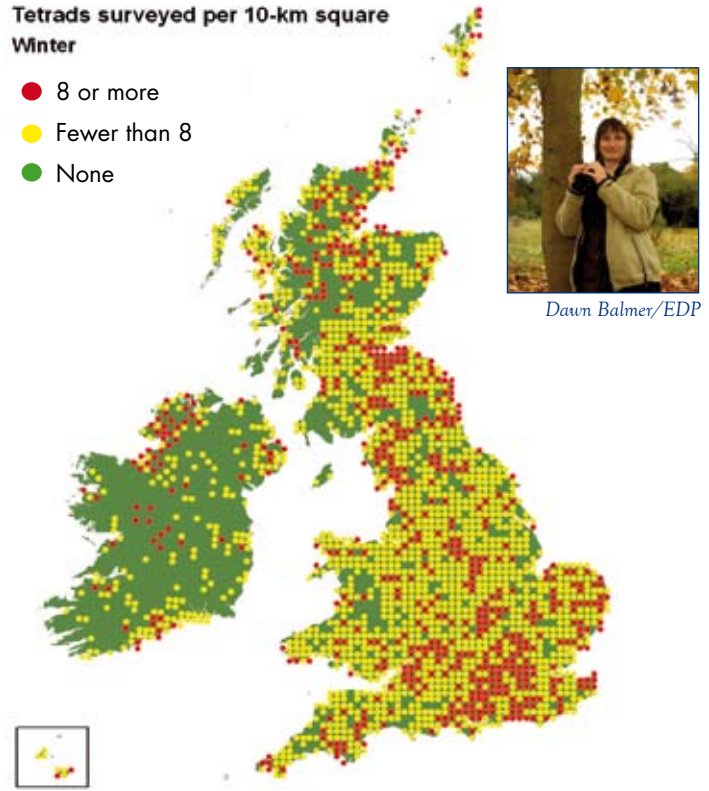 Tetrads surveyed per 10-km square
Winter
8 or more
Fewer than 8
None
Dawn Balmer/EDP